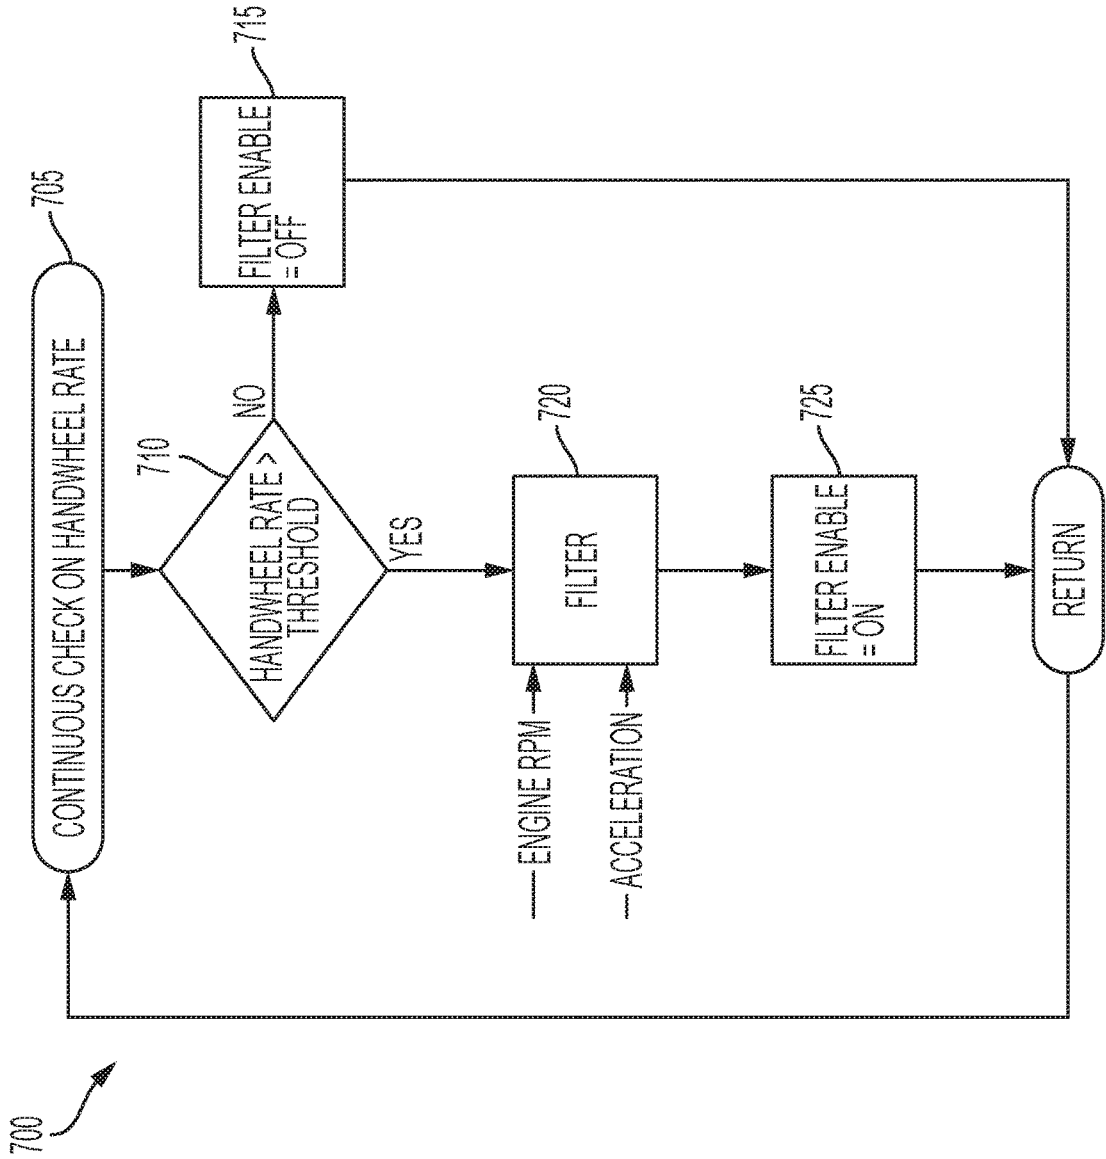 700
705
CONTINUOUS CHECK ON HANDWHEEL RATE
710
HANDWHEEL RATE >
THRESHOLD
NO
715
FILTER ENABLE
= OFF
YES
720
FILTER
ENGINE RPM
ACCELERATION
725
FILTER ENABLE
= ON
RETURN